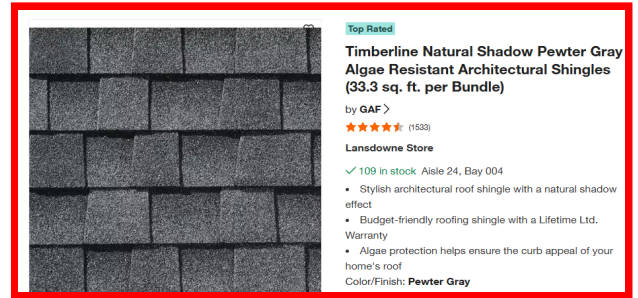 Top Rated
Timberline Natural Shadow Pewter Gray
Algae Resistant Architectural Shingles
(33.3 sq. ft. per Bundle)
by GAF
(1533)
Lansdowne Store
109 in stock Aisle 24, Bay 004
• Stylish architectural roof shingle with a natural shadow
effect
• Budget-friendly roofing shingle with a Lifetime Ltd.
Warranty
• Algae protection helps ensure the curb appeal of your
home's roof
Color/Finish: Pewter Gray